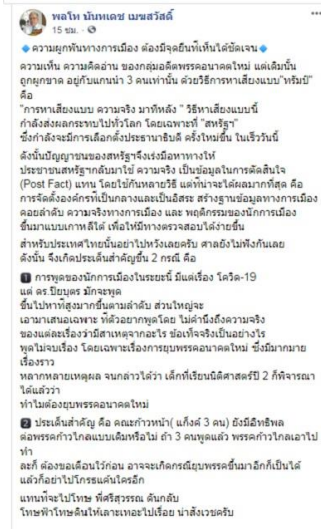 พลโท นันทเดช เมฆสวัสดิ์
15 ชม. ·
🔷ความผูกพันทางการเมือง ต้องมีจุดยืนที่เห็นได้ชัดเจน🔷
ความเห็น ความคิดอ่าน ของกลุ่มอดีตพรรคอนาคตใหม่ แต่เดิมนั้น
ถูกผูกขาด อยู่กับแกนนำ 3 คนเท่านั้น ด้วยวิธีการหาเสียงแบบ"ทรัมป์"
คือ
"การหาเสียงแบบ ความจริง มาทีหลัง " วิธีหาเสียงแบบนี้
กำลังส่งผลกระทบไปทั่วโลก โดยเฉพาะที่ "สหรัฐฯ"
ซึ่งกำลังจะมีการเลือกตั้งประธานาธิบดี ครั้งใหม่ขึ้น ในเร็ววันนี้
ดังนั้นปัญญาชนของสหรัฐฯจึงเร่งมือหาทางให้
ประชาชนสหรัฐฯกลับมาใช้ ความจริง เป็นข้อมูลในการตัดสินใจ
(Post Fact) แทน โดยใช้กันหลายวิธี แต่ที่น่าจะได้ผลมากที่สุด คือ
การจัดตั้งองค์กรที่เป็นกลางและเป็นอิสระ สร้างฐานข้อมูลทางการเมือง
คอยลำดับ ความจริงทางการเมือง และ พฤติกรรมของนักการเมือง
ขึ้นมาแบบเกาหลีใต้ เพื่อให้มีทางตรวจสอบได้ง่ายขึ้น
สำหรับประเทศไทยนั้นอย่าไปหวังเลยครับ ศาลยังไม่ฟังกันเลย
ดังนั้น จึงเกิดประเด็นสำคัญขึ้น 2 กรณี คือ
1 การพูดของนักการเมืองในระยะนี้ มีแต่เรื่อง โควิด-19
แต่ ดร.ปิยบุตร มักจะพูด
ขึ้นไปหาที่สูงมากขึ้นตามลำดับ ส่วนใหญ่จะ
เอามาเสนอเฉพาะ ที่ตัวอยากพูดโดย ไม่คำนึงถึงความจริง
ของแต่ละเรื่องว่ามีสาเหตุจากอะไร ข้อเท็จจริงเป็นอย่างไร
พูดไม่จบเรื่อง โดยเฉพาะเรื่องการยุบพรรคอนาคตใหม่ ซึ่งมีมากมาย
เรื่องราว
หลากหลายเหตุผล จนกล่าวได้ว่า เด็กที่เรียนนิติศาสตร์ปี 2 ก็พิจารณา
ได้แล้วว่า
ทำไมต้องยุบพรรคอนาคตใหม่
2 ประเด็นสำคัญ คือ คณะก้าวหน้า( แก็งค์ 3 คน) ยังมีอิทธิพล
ต่อพรรคก้าวไกลแบบเดิมหรือไม่ ถ้า 3 คนพูดแล้ว พรรคก้าวไกลเอาไป
ทำ
ละก็ ต้องขอเตือนไว้ก่อน อาจจะเกิดกรณียุบพรรคขึ้นมาอีกก็เป็นได้
แล้วก็อย่าไปโกรธแค้นใครอีก
แทนที่จะไปโทษ พี่ศรีสุวรรณ ดันกลับ
โทษฟ้าโทษดินให้เลาะเทอะไปเรื่อย น่าสังเวชครับ